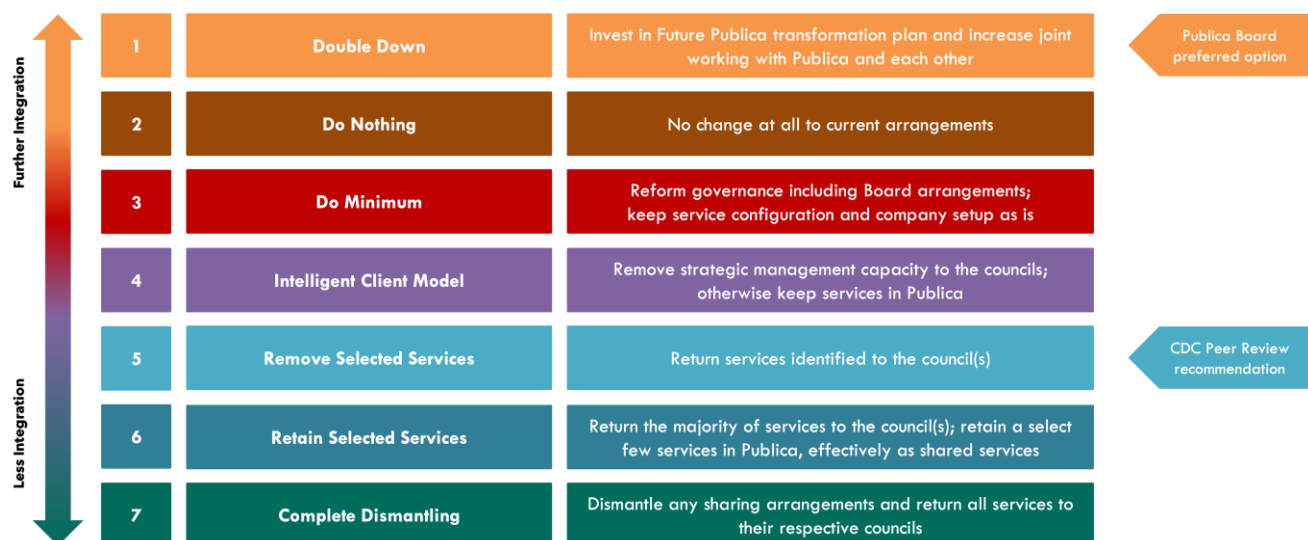 Further Integration
Less Integration
1
Double Down
Invest in Future Publica transformation plan and increase joint
working with Publica and each other
Publica Board
preferred option
2
Do Nothing
No change at all to current arrangements
3
Do Minimum
Reform governance including Board arrangements;
keep service configuration and company setup as is
4
Intelligent Client Model
Remove strategic management capacity to the councils;
otherwise keep services in Publica
5
Remove Selected Services
Return services identified to the council(s)
CDC Peer Review
recommendation
6
Retain Selected Services
Return the majority of services to the council(s); retain a select
few services in Publica, effectively as shared services
7
Complete Dismantling
Dismantle any sharing arrangements and return all services to
their respective councils